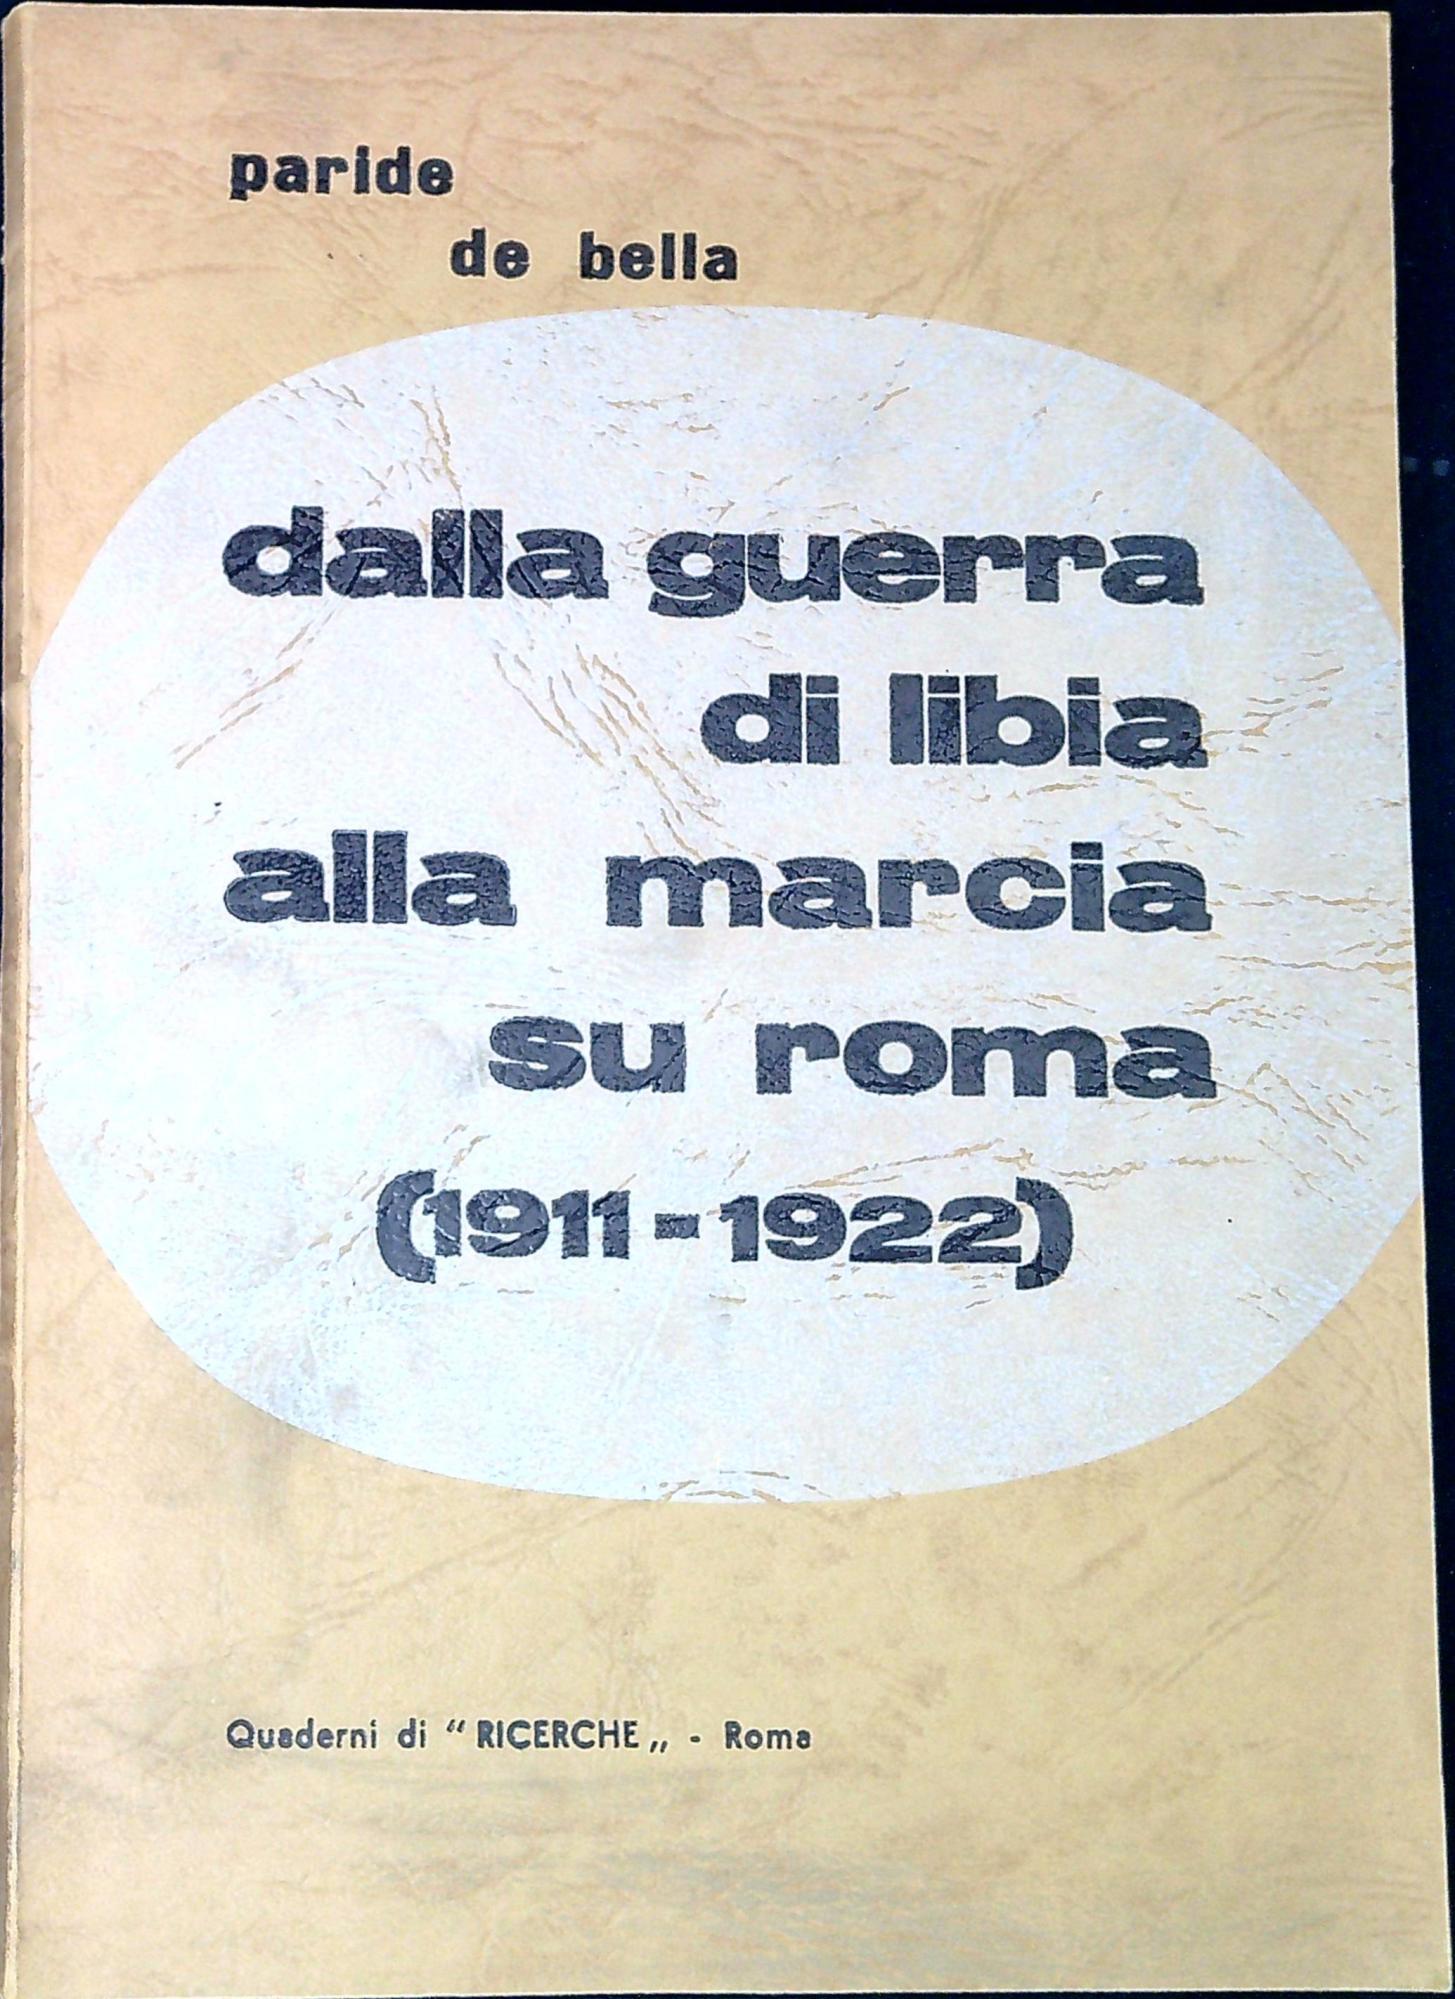 paride
de bella
dalla guerra
di libia
alla marcia
su roma
(1911-1922)
Quaderni di “ RICERCHE „ - Roma